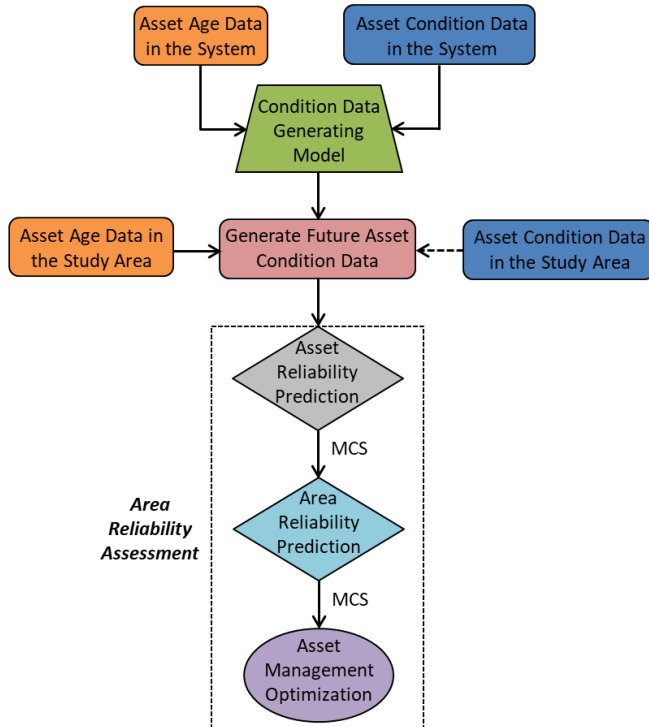 Asset Age Data
in the System
Asset Condition Data
in the System
Condition Data
Generating
Model
Asset Age Data in
the Study Area
Generate Future Asset
Condition Data
Asset Condition Data
in the Study Area
Asset
Reliability
Prediction
MCS
Area
Reliability
Prediction
Area
Reliability
Assessment
MCS
Asset
Management
Optimization